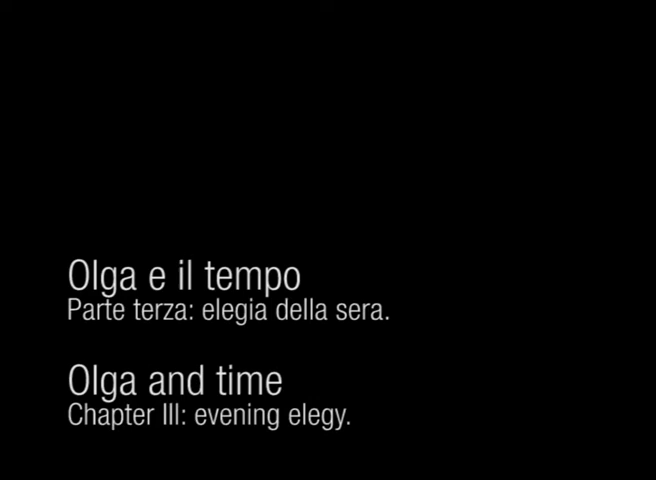 Olga e il tempo
Parte terza: elegia della sera.
Olga and time
Chapter III: evening elegy.